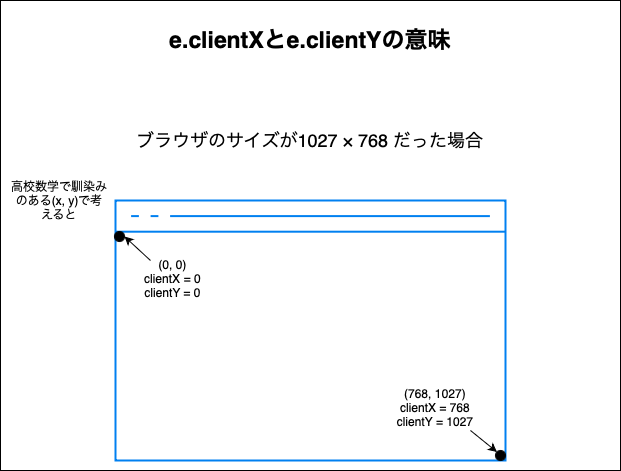 e.clientXとe.clientYの意味
ブラウザのサイズが1027 × 768 だった場合
高校数学で馴染み
のある(x, y)で考
えると
(0, 0)
clientX = 0
clientY = 0
(768, 1027)
clientX = 768
clientY = 1027